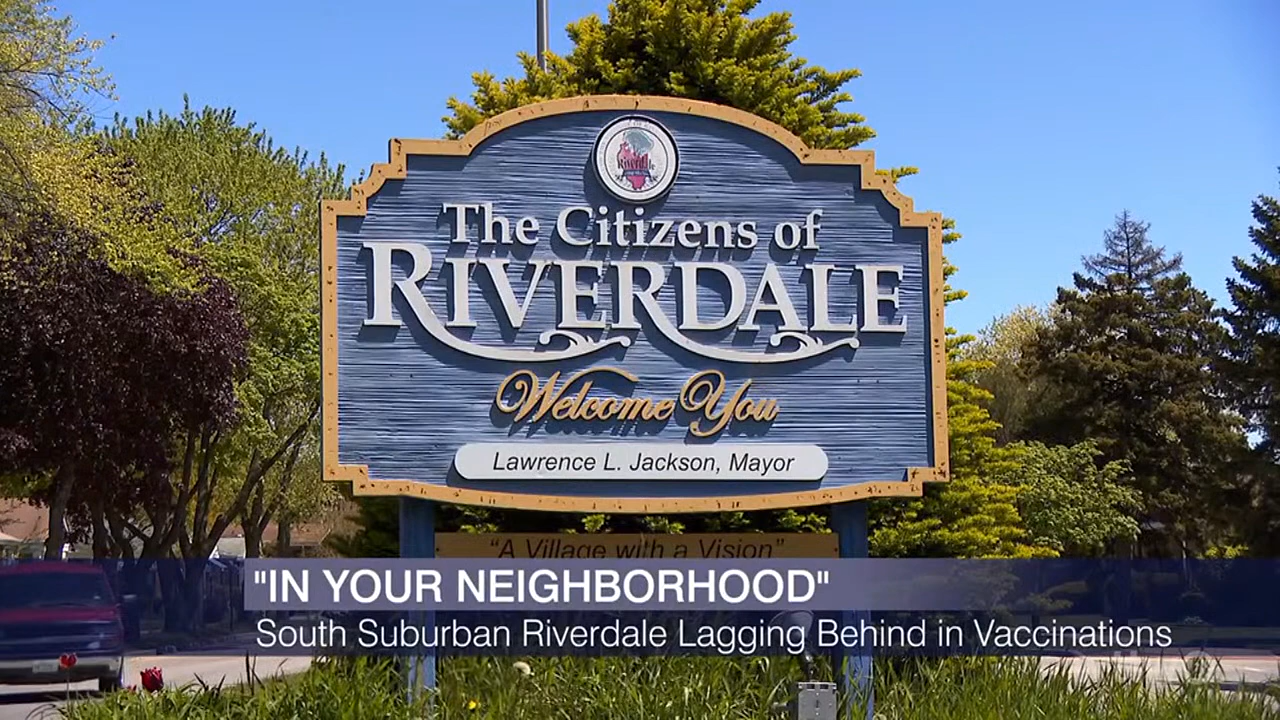 Riverdale
The Citizens of
RIVERDALE
Welcome You
Lawrence L. Jackson, Mayor
"A Village with a Vision"
"IN YOUR NEIGHBORHOOD"
South Suburban Riverdale Lagging Behind in Vaccinations